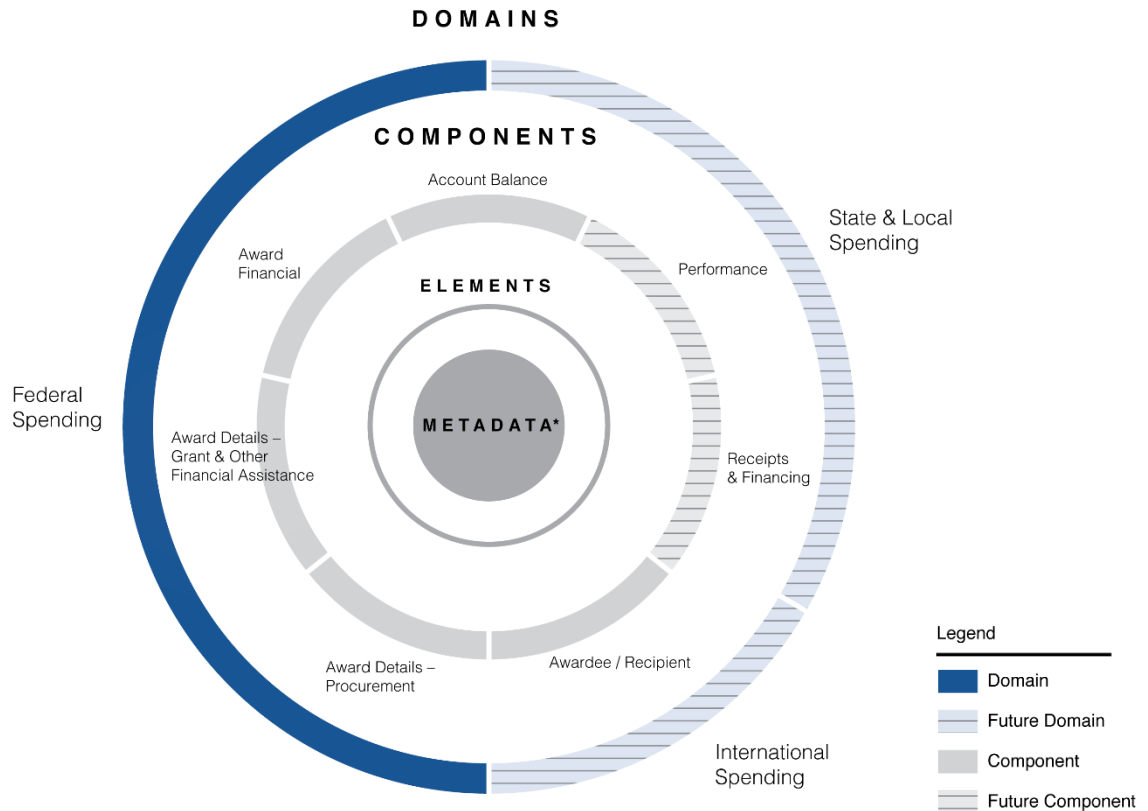 DOMAINS
COMPONENTS
Account Balance
State & Local
Spending
Award
Financial
Performance
ELEMENTS
Federal
Spending
METADATA*
Award Details –
Grant & Other
Financial Assistance
Receipts
& Financing
Award Details –
Procurement
Awardee / Recipient
International
Spending
Legend
Domain
Future Domain
Component
Future Component